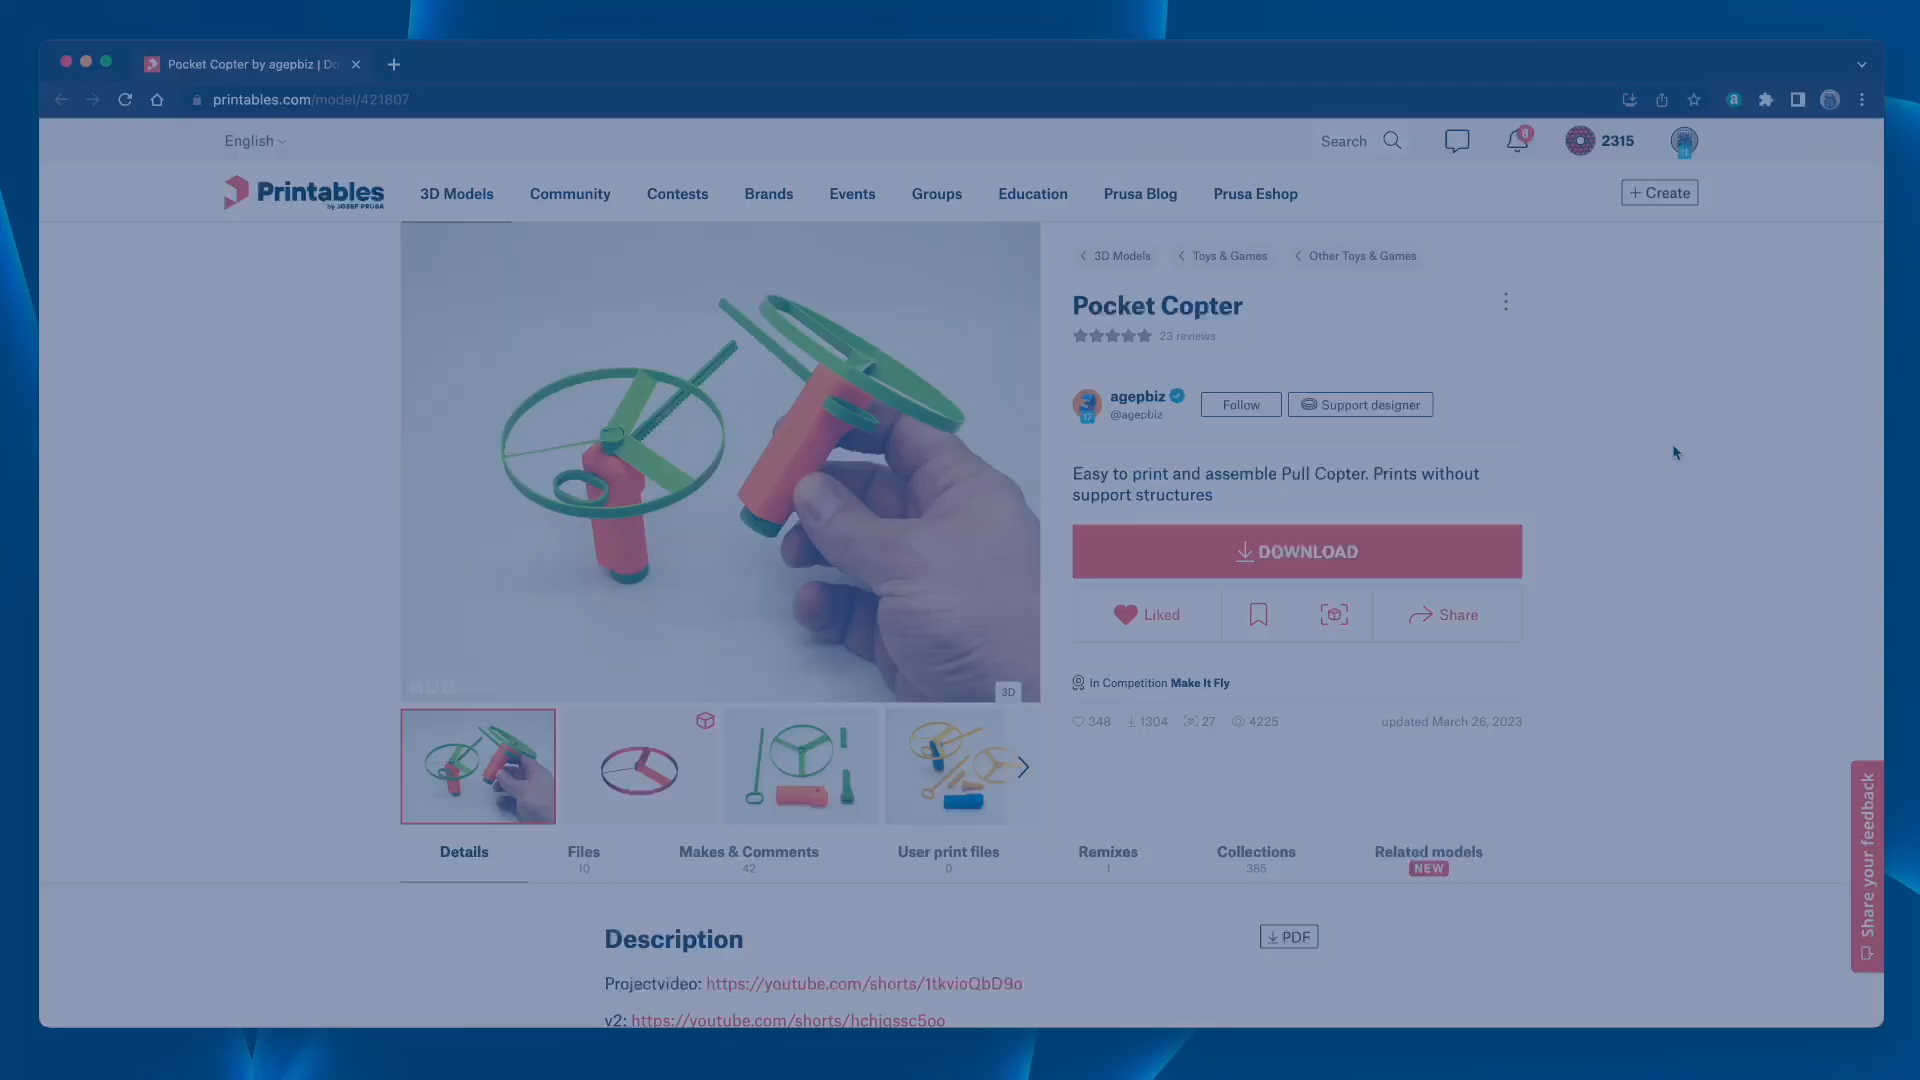 Pocket Copter by agepbiz | Do
printables.com/model/421807
English
Search
2315
Printables
by JOSEF PRUSA
3D Models
Community
Contests
Brands
Events
Groups
Education
Prusa Blog
Prusa Eshop
+ Create
3D Models
Toys & Games
Other Toys & Games
Pocket Copter
23 reviews
agepbiz
@agepbiz
17
Follow
Support designer
Easy to print and assemble Pull Copter. Prints without
support structures
DOWNLOAD
Liked
Share
In Competition Make It Fly
348
1304
27
4225
updated March 26, 2023
3D
Details
Files
10
Makes & Comments
42
User print files
0
Remixes
1
Collections
385
Related models
NEW
Description
PDF
Projectvideo: https://youtube.com/shorts/1tkvioQbD9o
v2: https://youtube.com/shorts/hchjqssc5oo
Share your feedback